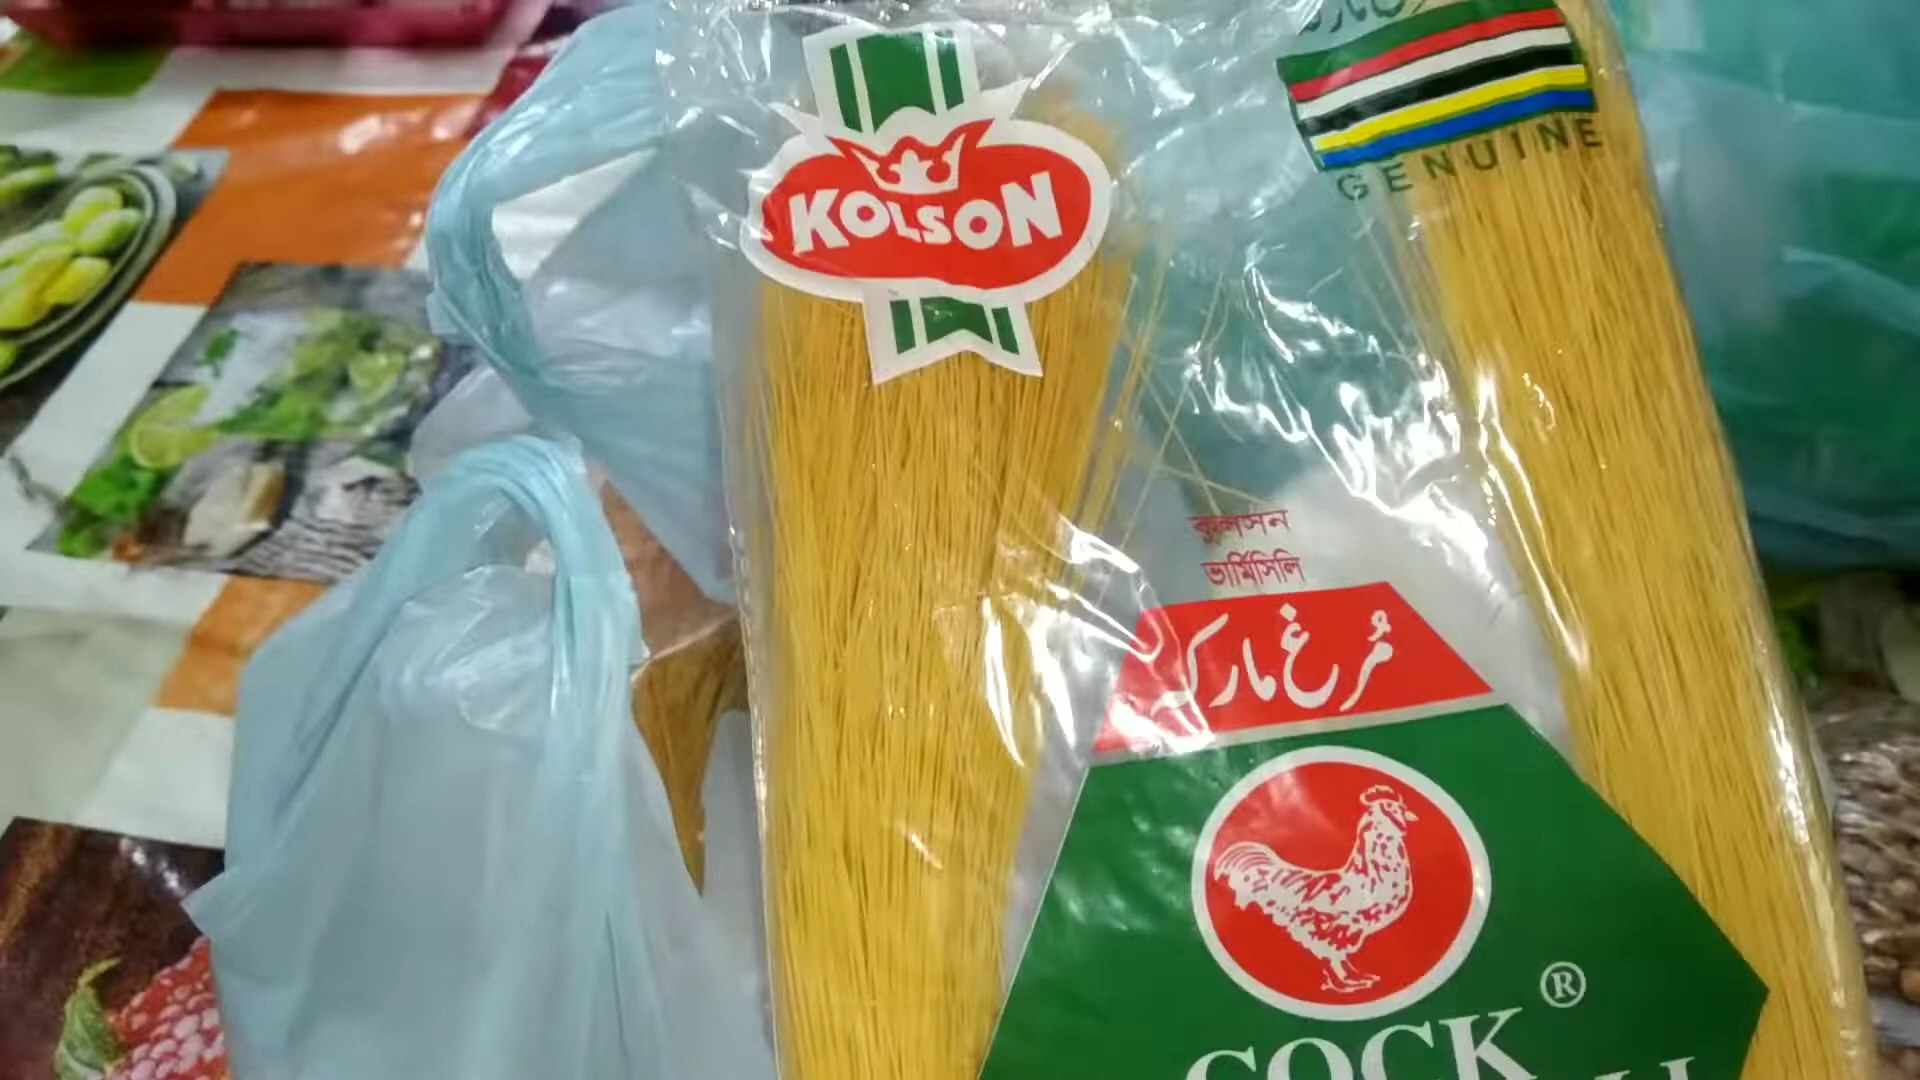 KOLSON
GENUINE
কুলসন
ভার্মিসিলি
مُرغ مارکہ
®
COCK